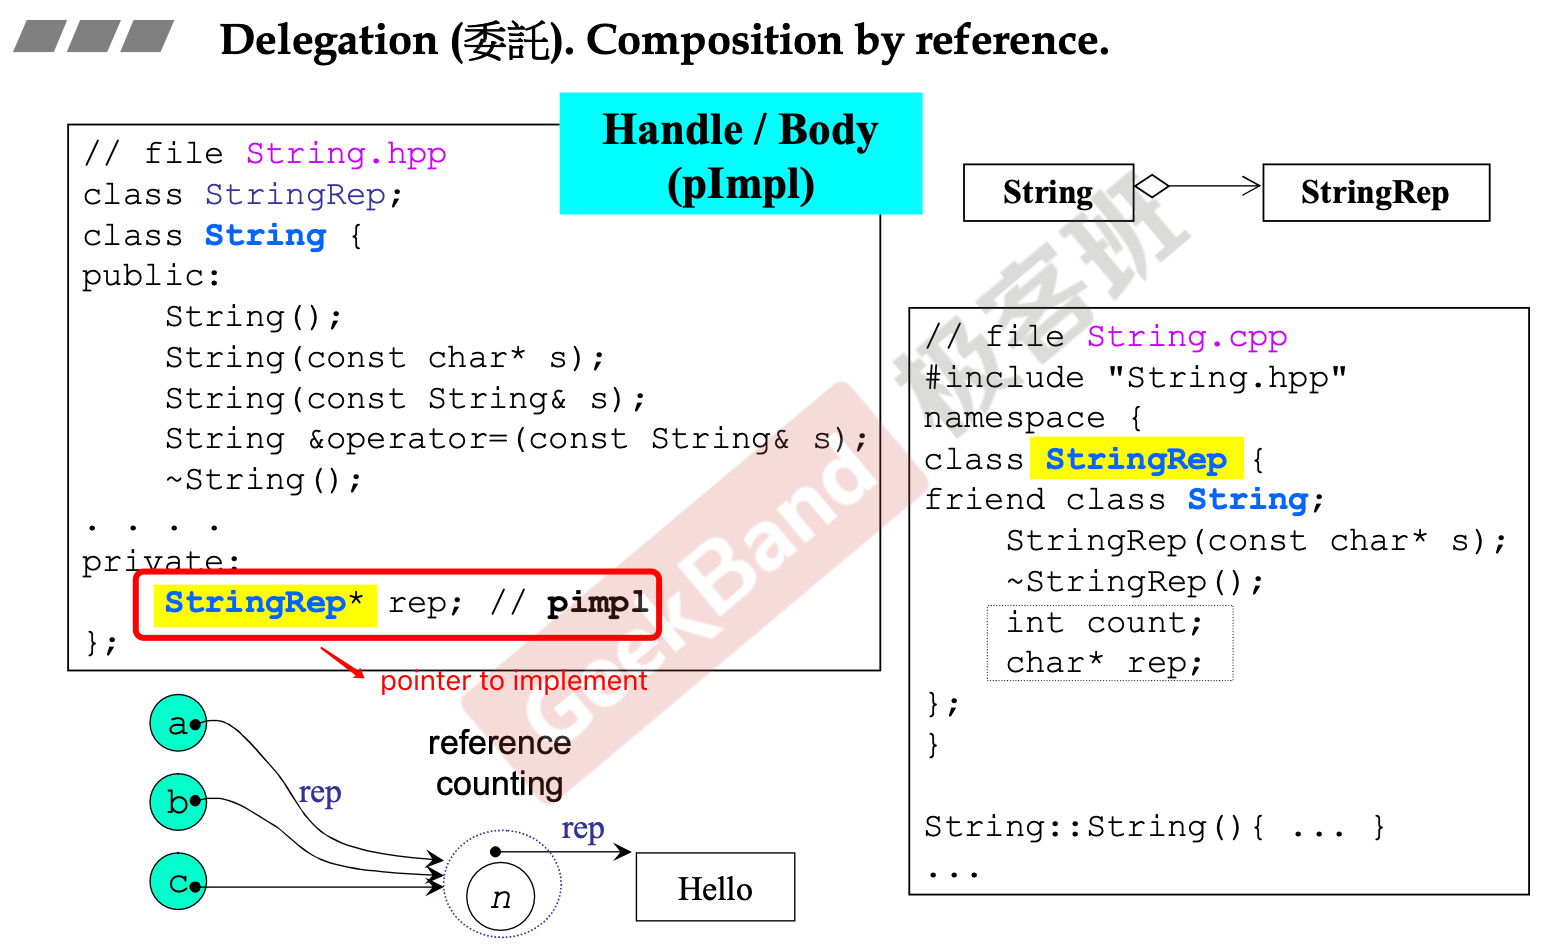 Delegation (委託). Composition by reference.
Handle / Body
(pImpl)
// file String.hpp
class StringRep;
class String {
public:
String();
String(const char* s);
String(const String& s);
String &operator=(const String& s);
~String();
. . . .
private:
StringRep* rep; // pimpl
};
pointer to implement
String
StringRep
// file String.cpp
#include "String.hpp"
namespace {
class StringRep {
friend class String;
StringRep(const char* s);
~StringRep();
int count;
char* rep;
};
}
String::String(){ ... }
...
a
b
c
rep
reference
counting
rep
n
Hello
GeekBand
极客班